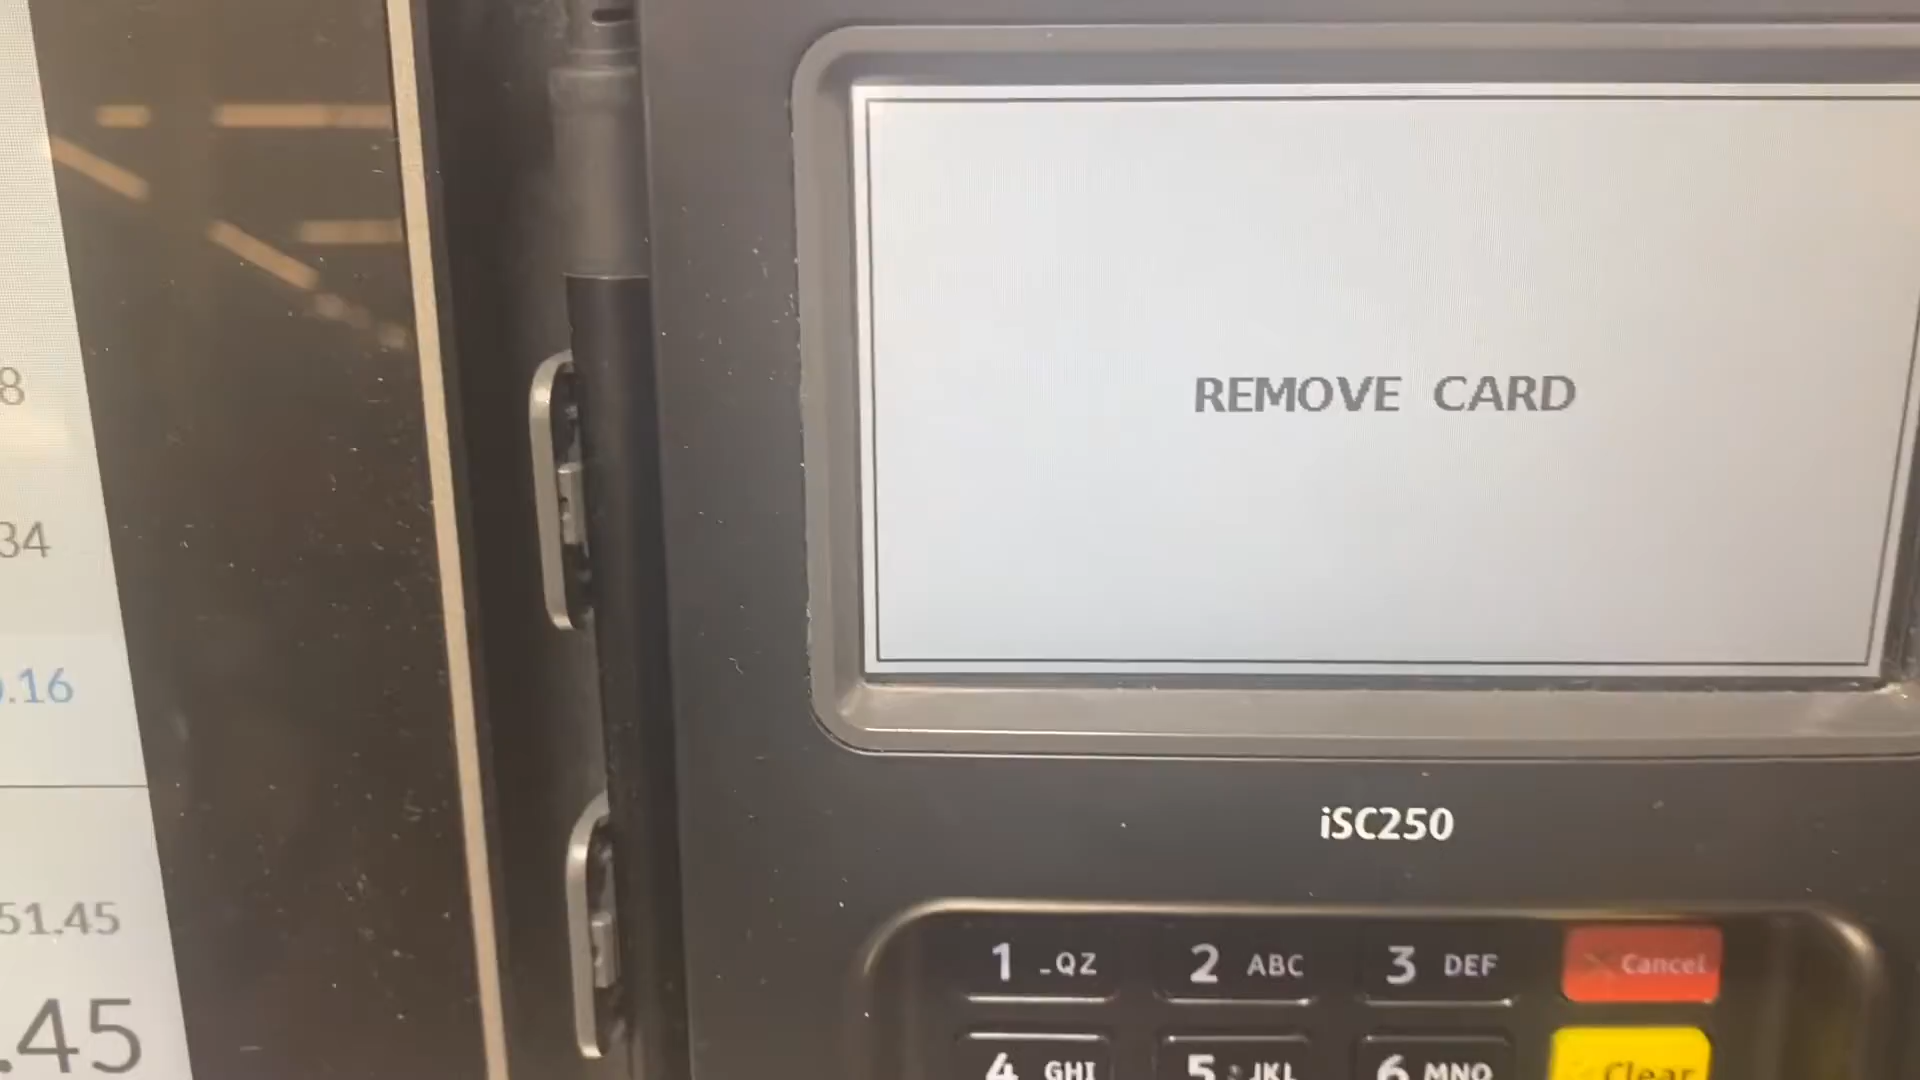 8
34
.16
51.45
.45
REMOVE CARD
iSC250
1 -QZ
2 ABC
3 DEF
Cancel
4 GHI
5 JKL
6 MNO
Clear